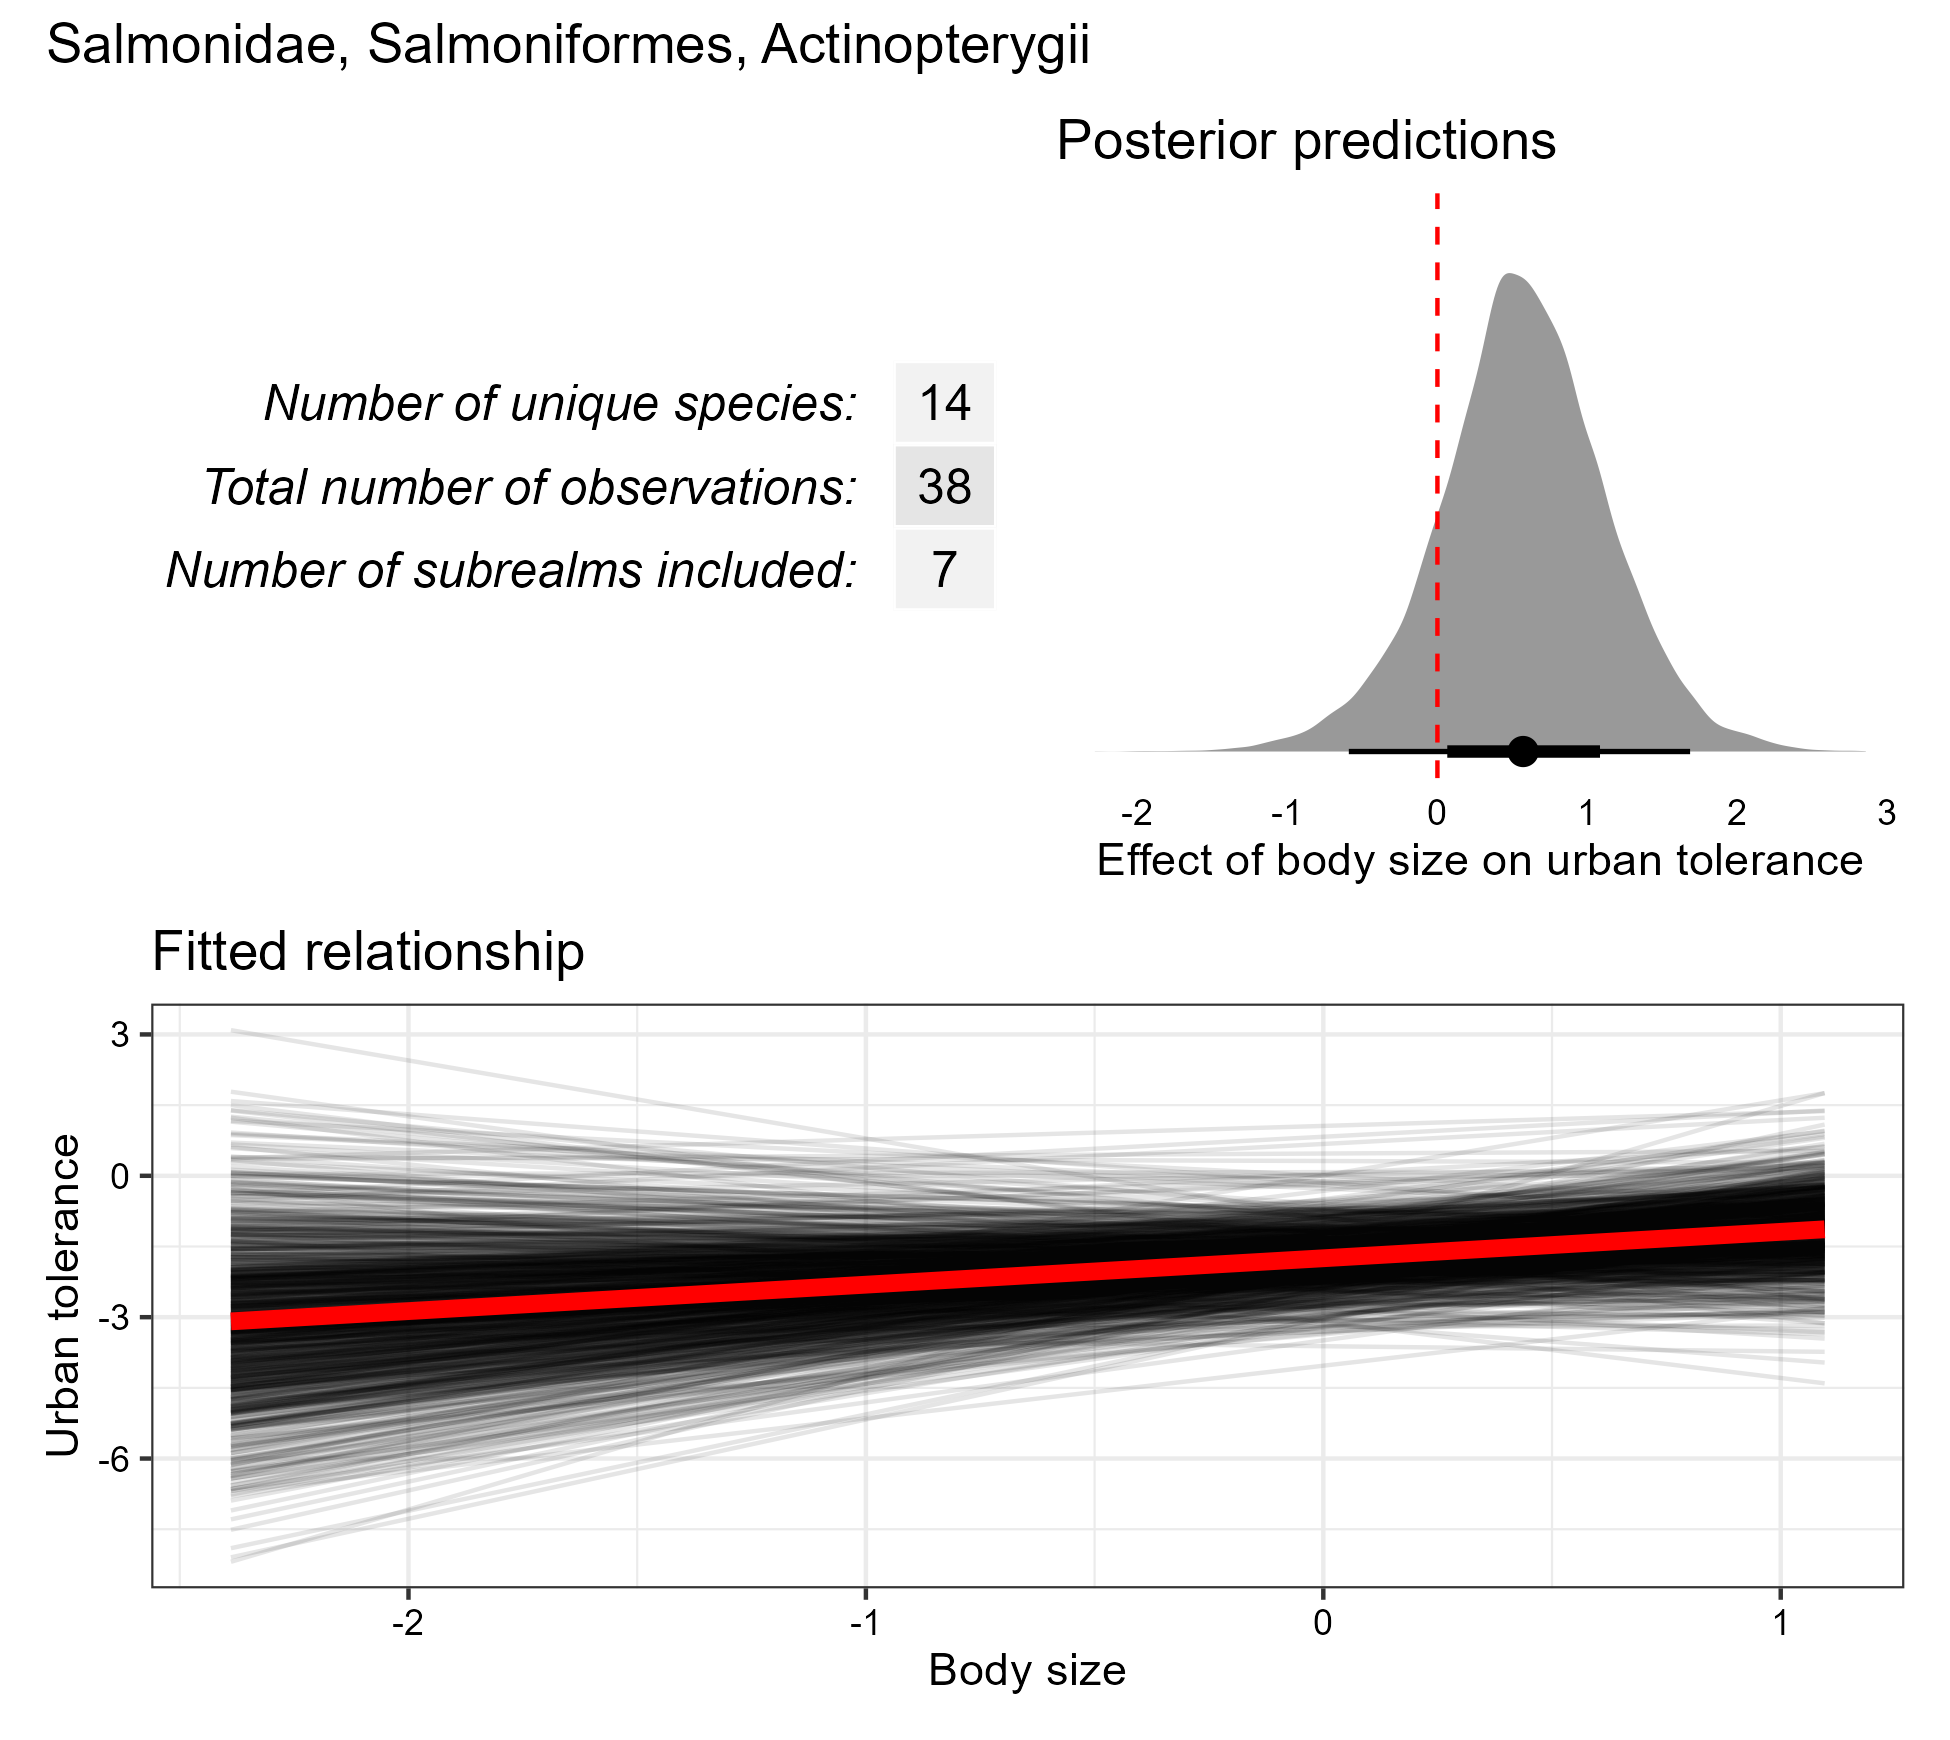 Salmonidae, Salmoniformes, Actinopterygii
Posterior predictions
Number of unique species: 14
Total number of observations: 38
Number of subrealms included: 7
-2 -1 0 1 2 3
Effect of body size on urban tolerance
Fitted relationship
3
0
-3
-6
Urban tolerance
-2 -1 0 1
Body size